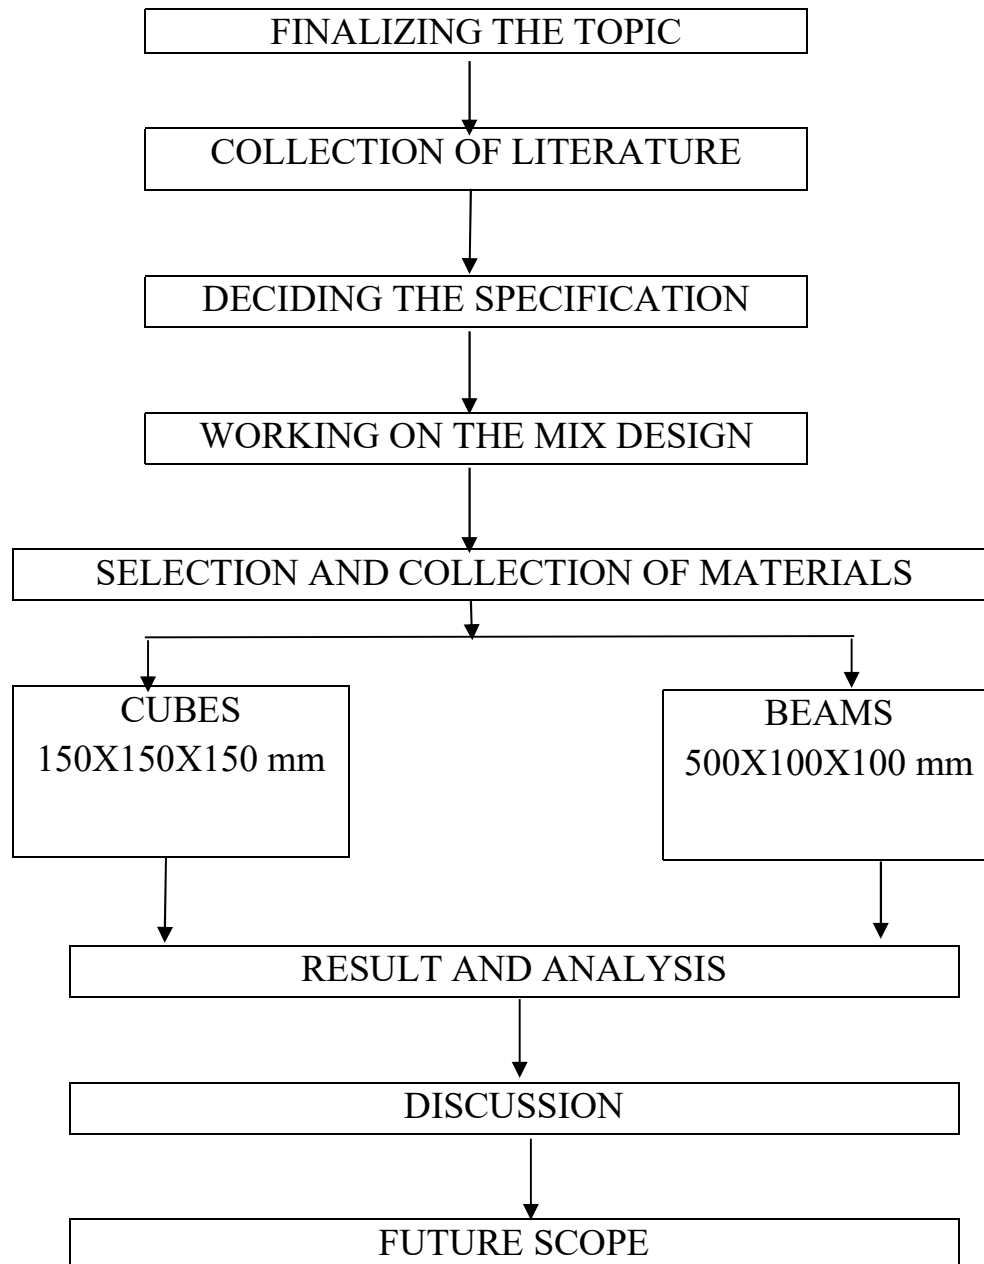 FINALIZING THE TOPIC
COLLECTION OF LITERATURE
DECIDING THE SPECIFICATION
WORKING ON THE MIX DESIGN
SELECTION AND COLLECTION OF MATERIALS
CUBES
150X150X150 mm
BEAMS
500X100X100 mm
RESULT AND ANALYSIS
DISCUSSION
FUTURE SCOPE